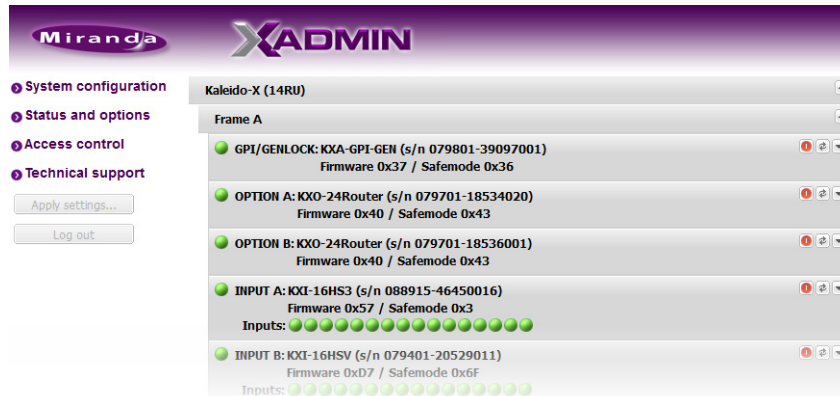 Miranda
XADMIN
System configuration
Status and options
Access control
Technical support
Apply settings...
Log out
Kaleido-X (14RU)
Frame A
GPI/GENLOCK: KXA-GPI-GEN (s/n 079801-39097001)
Firmware 0x37 / Safemode 0x36
OPTION A: KXO-24Router (s/n 079701-18534020)
Firmware 0x40 / Safemode 0x43
OPTION B: KXO-24Router (s/n 079701-18536001)
Firmware 0x40 / Safemode 0x43
INPUT A: KXI-16HS3 (s/n 088915-46450016)
Firmware 0x57 / Safemode 0x3
Inputs:
INPUT B: KXI-16HSV (s/n 079401-20529011)
Firmware 0xD7 / Safemode 0x6F
Inputs: